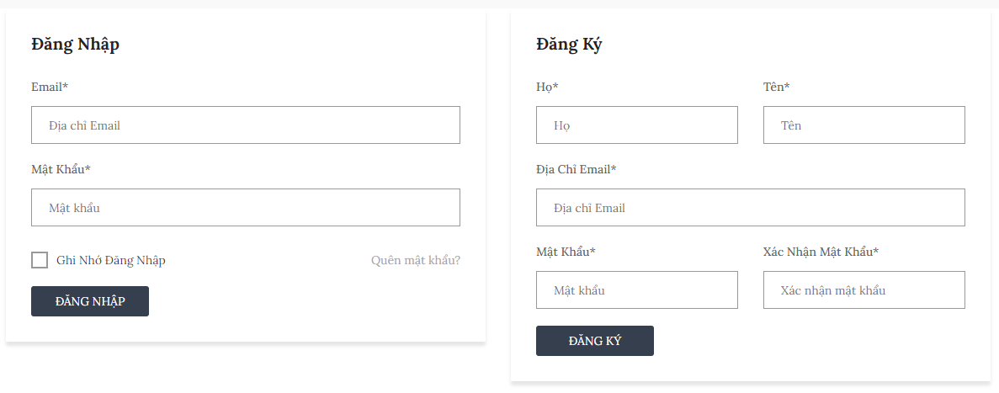 Đăng Nhập
Email*
Địa chỉ Email
Mật Khẩu*
Mật khẩu
Ghi Nhớ Đăng Nhập
Quên mật khẩu?
ĐĂNG NHẬP
Đăng Ký
Họ*
Tên*
Họ
Tên
Địa Chỉ Email*
Địa chỉ Email
Mật Khẩu*
Xác Nhận Mật Khẩu*
Mật khẩu
Xác nhận mật khẩu
ĐĂNG KÝ